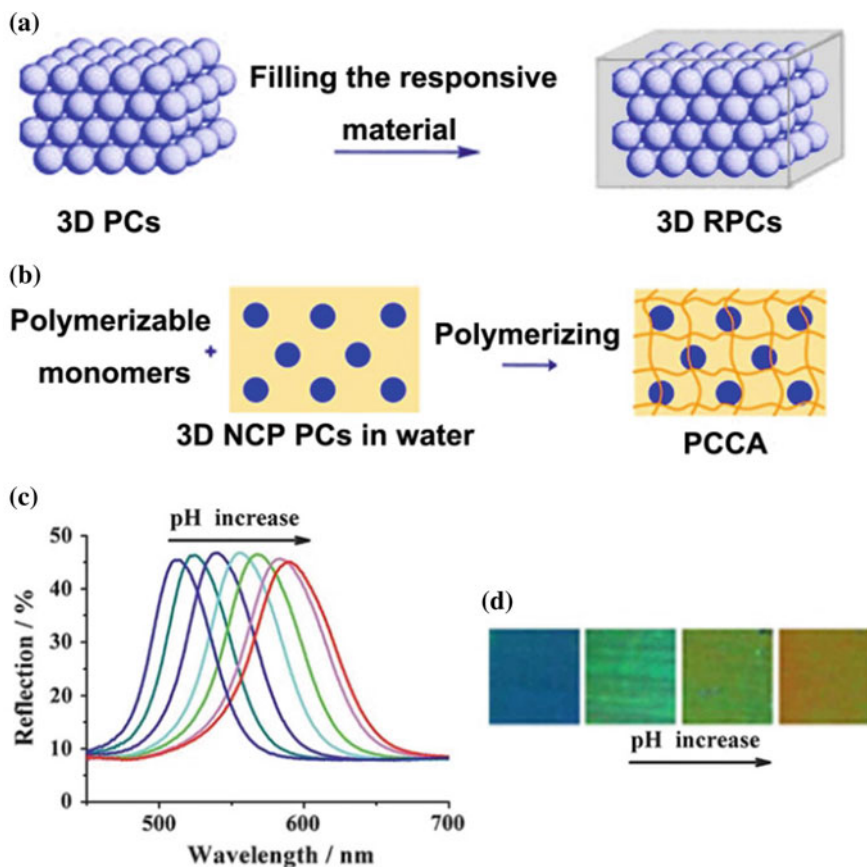 (a)
Filling the responsive
material
3D PCs
3D RPCs
(b)
Polymerizable
monomers
+
Polymerizing
3D NCP PCs in water
PCCA
(c)
pH increase
50
40
30
20
10
0
Reflection / %
500
600
700
Wavelength / nm
(d)
pH increase